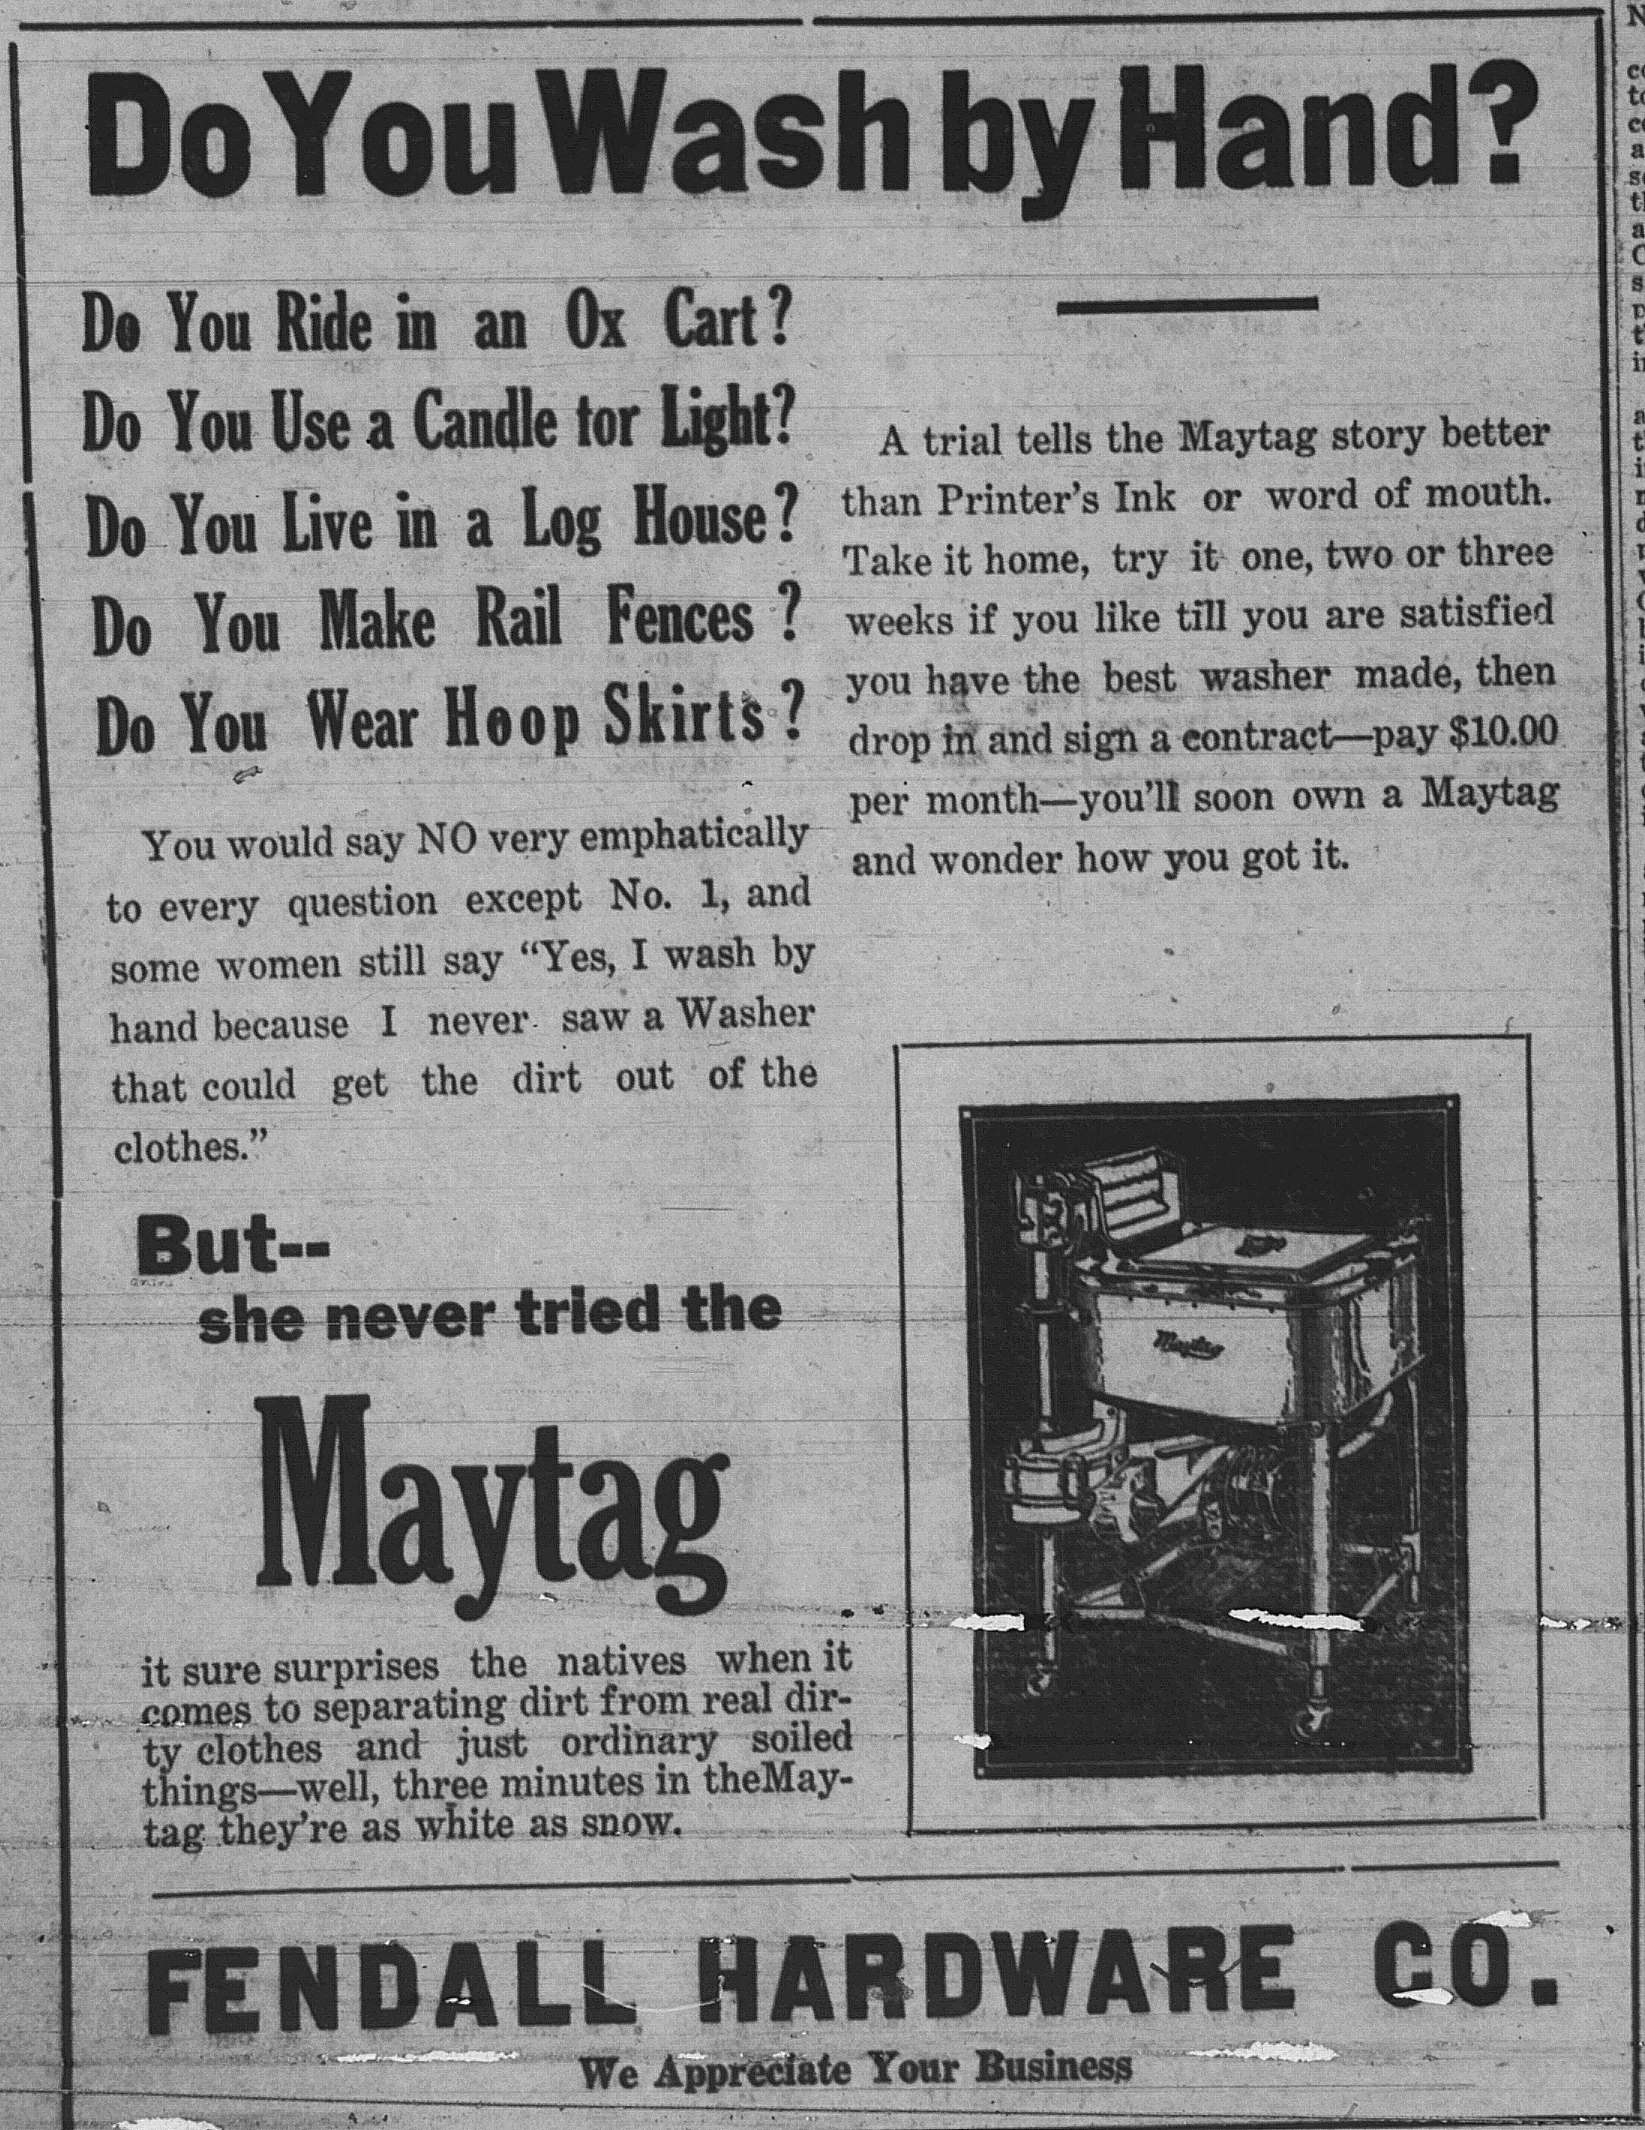 Do You Wash by Hand?
Do You Ride in an Ox Cart?
Do You Use a Candle for Light?
Do You Live in a Log House?
Do You Make Rail Fences ?
Do You Wear Hoop Skirts ?
You would say NO very emphatically
to every question except No. 1, and
some women still say “Yes, I wash by
hand because I never saw a Washer
that could get the dirt out of the
clothes.”
But--
she never tried the
Maytag
it sure surprises the natives when it
comes to separating dirt from real dir-
ty clothes and just ordinary soiled
things—well, three minutes in theMay-
tag they're as white as snow.
A trial tells the Maytag story better
than Printer's Ink or word of mouth.
Take it home, try it one, two or three
weeks if you like till you are satisfied
you have the best washer made, then
drop in and sign a contract—pay $10.00
per month—you'll soon own a Maytag
and wonder how you got it.
Maytag
FENDALL HARDWARE CO.
We Appreciate Your Business